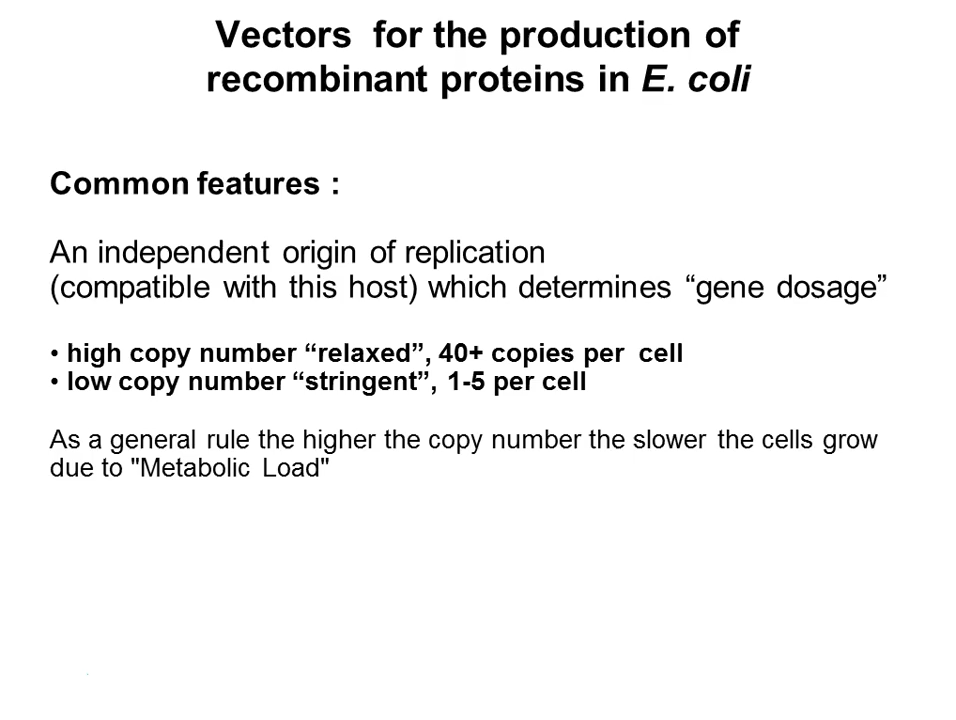 Vectors for the production of
recombinant proteins in E. coli
Common features :
An independent origin of replication
(compatible with this host) which determines “gene dosage”
• high copy number “relaxed”, 40+ copies per cell
• low copy number “stringent”, 1-5 per cell
As a general rule the higher the copy number the slower the cells grow
due to "Metabolic Load"